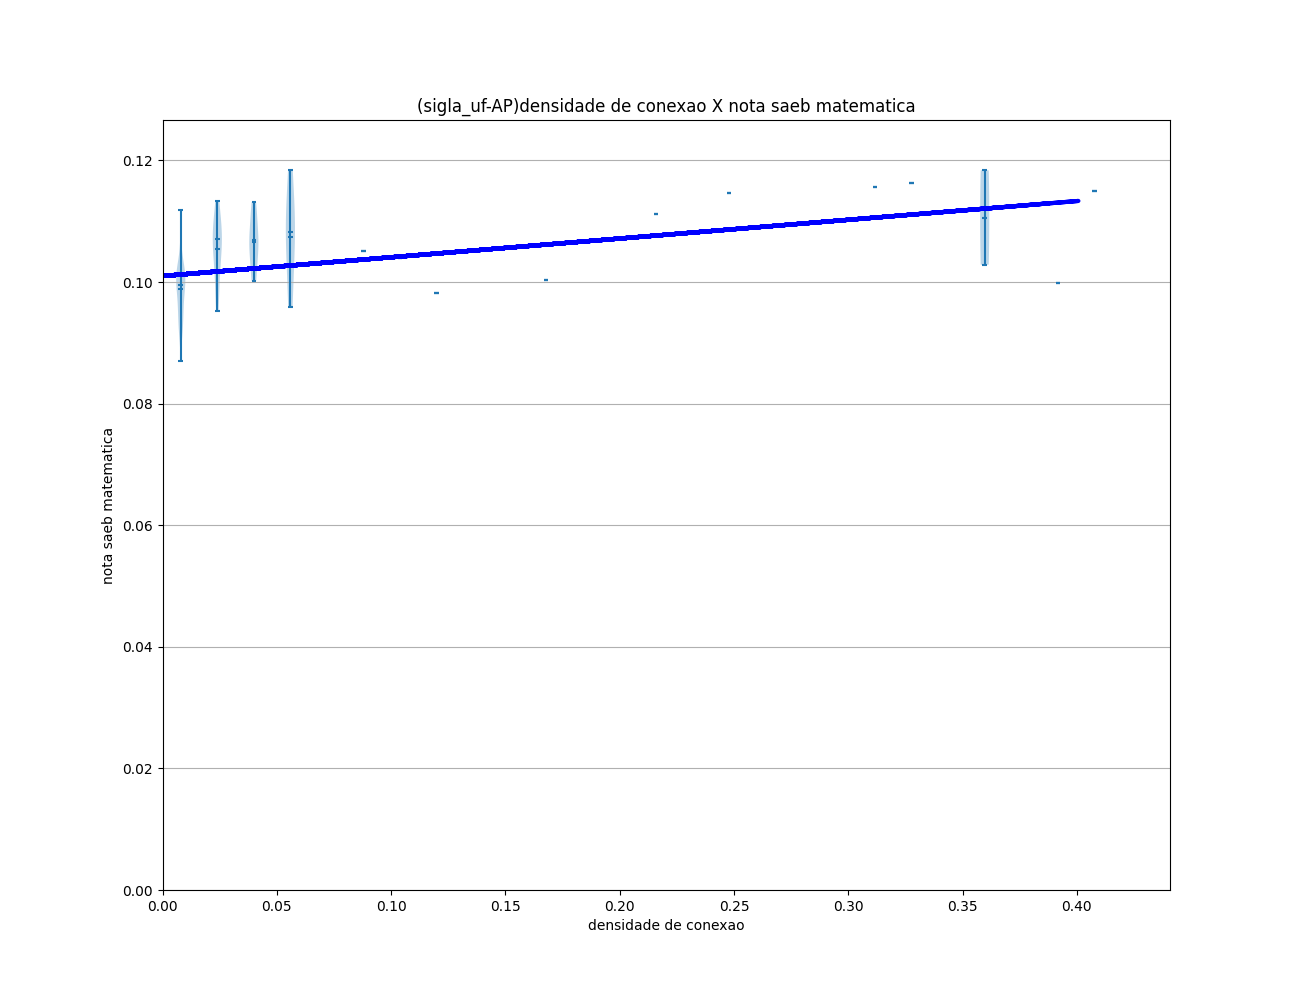 (sigla_uf-AP)densidade de conexao X nota saeb matematica
0.12
0.10
0.08
0.06
0.04
0.02
0.00
nota saeb matematica
0.00 0.05 0.10 0.15 0.20 0.25 0.30 0.35 0.40
densidade de conexao